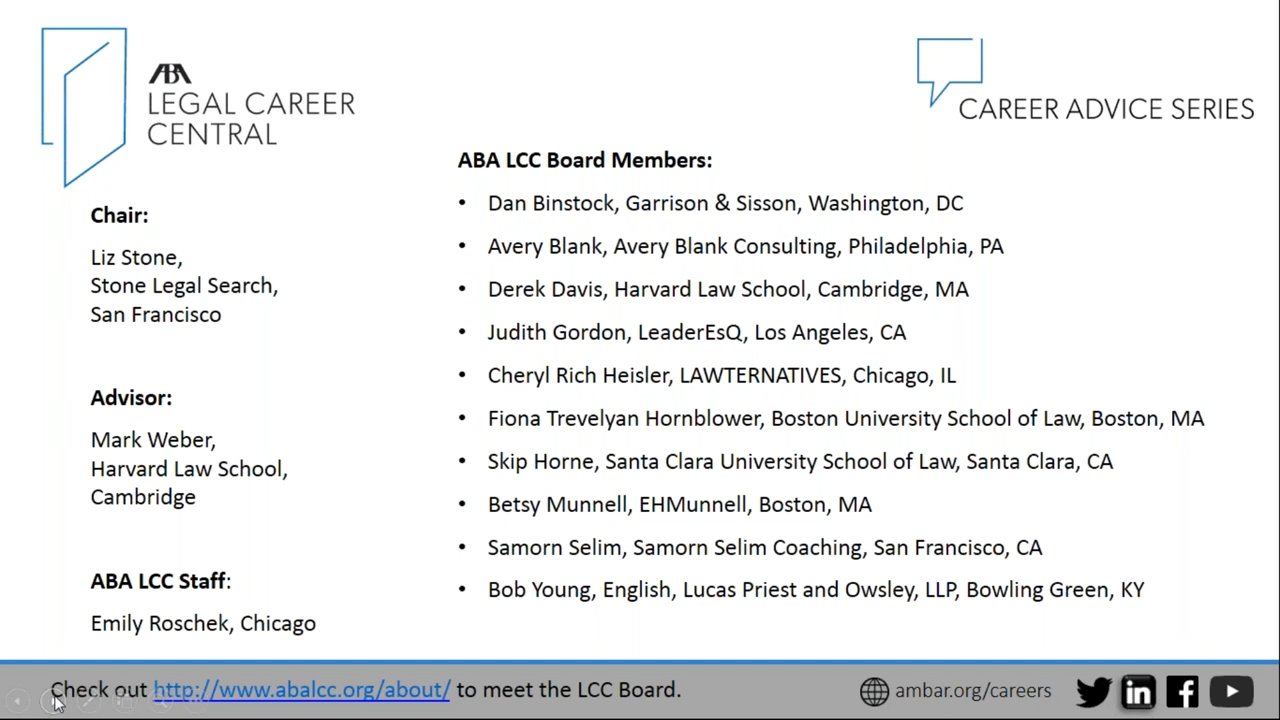 ABA
LEGAL CAREER
CENTRAL
CAREER ADVICE SERIES
Chair:
Liz Stone,
Stone Legal Search,
San Francisco
Advisor:
Mark Weber,
Harvard Law School,
Cambridge
ABA LCC Staff:
Emily Roschek, Chicago
ABA LCC Board Members:
• Dan Binstock, Garrison & Sisson, Washington, DC
• Avery Blank, Avery Blank Consulting, Philadelphia, PA
• Derek Davis, Harvard Law School, Cambridge, MA
• Judith Gordon, LeaderEsQ, Los Angeles, CA
• Cheryl Rich Heisler, LAWTERNATIVES, Chicago, IL
• Fiona Trevelyan Hornblower, Boston University School of Law, Boston, MA
• Skip Horne, Santa Clara University School of Law, Santa Clara, CA
• Betsy Munnell, EHMunnell, Boston, MA
• Samorn Selim, Samorn Selim Coaching, San Francisco, CA
• Bob Young, English, Lucas Priest and Owsley, LLP, Bowling Green, KY
Check out http://www.abalcc.org/about/ to meet the LCC Board.
ambar.org/careers